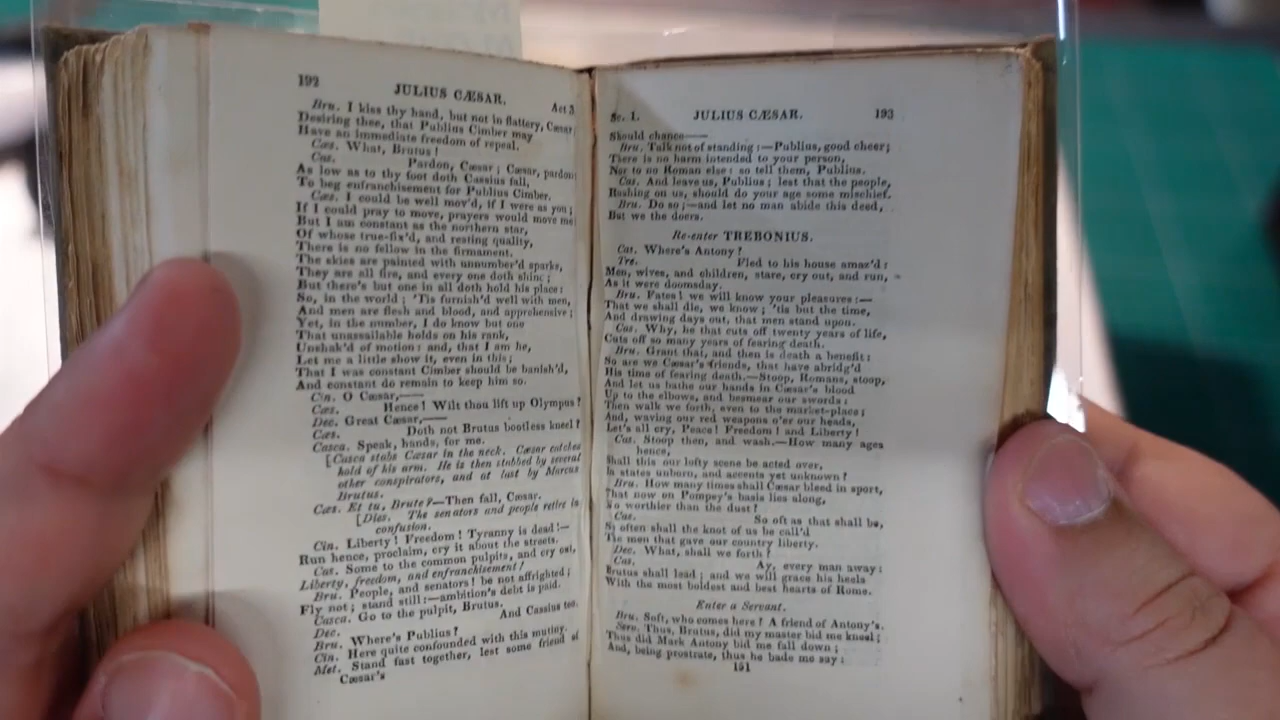 192
JULIUS CÆSAR.
Act 3
Bru. I kiss thy hand, but not in flattery, Cæsar
Desiring thee, that Publius Cimber may
Have an immediate freedom of repeal.
Cæs. What, Brutus!
Cas. Pardon, Cæsar; Cæsar, pardon:
As low as to thy foot doth Cassius fall,
To beg enfranchisement for Publius Cimber.
Cæs. I could be well mov'd, if I were as you;
If I could pray to move, prayers would move me
But I am constant as the northern star,
Of whose true-fix'd, and resting quality,
There is no fellow in the firmament.
The skies are painted with unnumber'd sparks,
They are all fire, and every one doth shine;
But there's but one in all doth hold his place:
So, in the world; 'Tis furnish'd well with men,
And men are flesh and blood, and apprehensive;
Yet, in the number, I do know but one
That unassailable holds on his rank,
Unshak'd of motion: and, that I am he,
Let me a little show it, even in this;
That I was constant Cimber should be banish'd,
And constant do remain to keep him so.
Cin. O Cæsar,—
Cæs. Hence! Wilt thou lift up Olympus?
Dec. Great Cæsar,—
Cæs. Doth not Brutus bootless kneel?
Casca. Speak, hands, for me.
[Casca stabs Cæsar in the neck. Cæsar catches
hold of his arm. He is then stabbed by several
other conspirators, and at last by Marcus
Brutus.
Cæs. Et tu, Brute?—Then fall, Cæsar.
[Dies. The senators and people retire in
confusion.
Cin. Liberty! Freedom! Tyranny is dead!—
Run hence, proclaim, cry it about the streets.
Cas. Some to the common pulpits, and cry out,
Liberty, freedom, and enfranchisement!
Bru. People, and senators! be not affrighted;
Fly not; stand still:—ambition's debt is paid.
Casca. Go to the pulpit, Brutus.
Dec. And Cassius too.
Bru. Where's Publius?
Cin. Here quite confounded with this mutiny.
Met. Stand fast together, lest some friend of
Cæsar's
Sc. 1.
JULIUS CÆSAR.
193
Should chance—
Bru. Talk not of standing:—Publius, good cheer;
There is no harm intended to your person,
Nor to no Roman else: so tell them, Publius.
Cas. And leave us, Publius; lest that the people,
Rushing on us, should do your age some mischief.
Bru. Do so;—and let no man abide this deed,
But we the doers.
Re-enter TREBONIUS.
Cas. Where's Antony?
Tre. Fled to his house amaz'd:
Men, wives, and children, stare, cry out, and run,
As it were doomsday.
Bru. Fates! we will know your pleasures:—
That we shall die, we know; 'tis but the time,
And drawing days out, that men stand upon.
Cas. Why, he that cuts off twenty years of life,
Cuts off so many years of fearing death.
Bru. Grant that, and then is death a benefit:
So are we Cæsar's friends, that have abridg'd
His time of fearing death.—Stoop, Romans, stoop,
And let us bathe our hands in Cæsar's blood
Up to the elbows, and besmear our swords:
Then walk we forth, even to the market-place;
And, waving our red weapons o'er our heads,
Let's all cry, Peace! Freedom! and Liberty!
Cas. Stoop then, and wash.—How many ages
hence,
Shall this our lofty scene be acted over,
In states unborn, and accents yet unknown?
Bru. How many times shall Cæsar bleed in sport,
That now on Pompey's basis lies along,
No worthier than the dust?
Cas. So oft as that shall be,
So often shall the knot of us be call'd
The men that gave our country liberty.
Dec. What, shall we forth?
Cas. Ay, every man away:
Brutus shall lead; and we will grace his heels
With the most boldest and best hearts of Rome.
Enter a Servant.
Bru. Soft, who comes here? A friend of Antony's.
Serv. Thus, Brutus, did my master bid me kneel;
Thus did Mark Antony bid me fall down;
And, being prostrate, thus he bade me say:
191